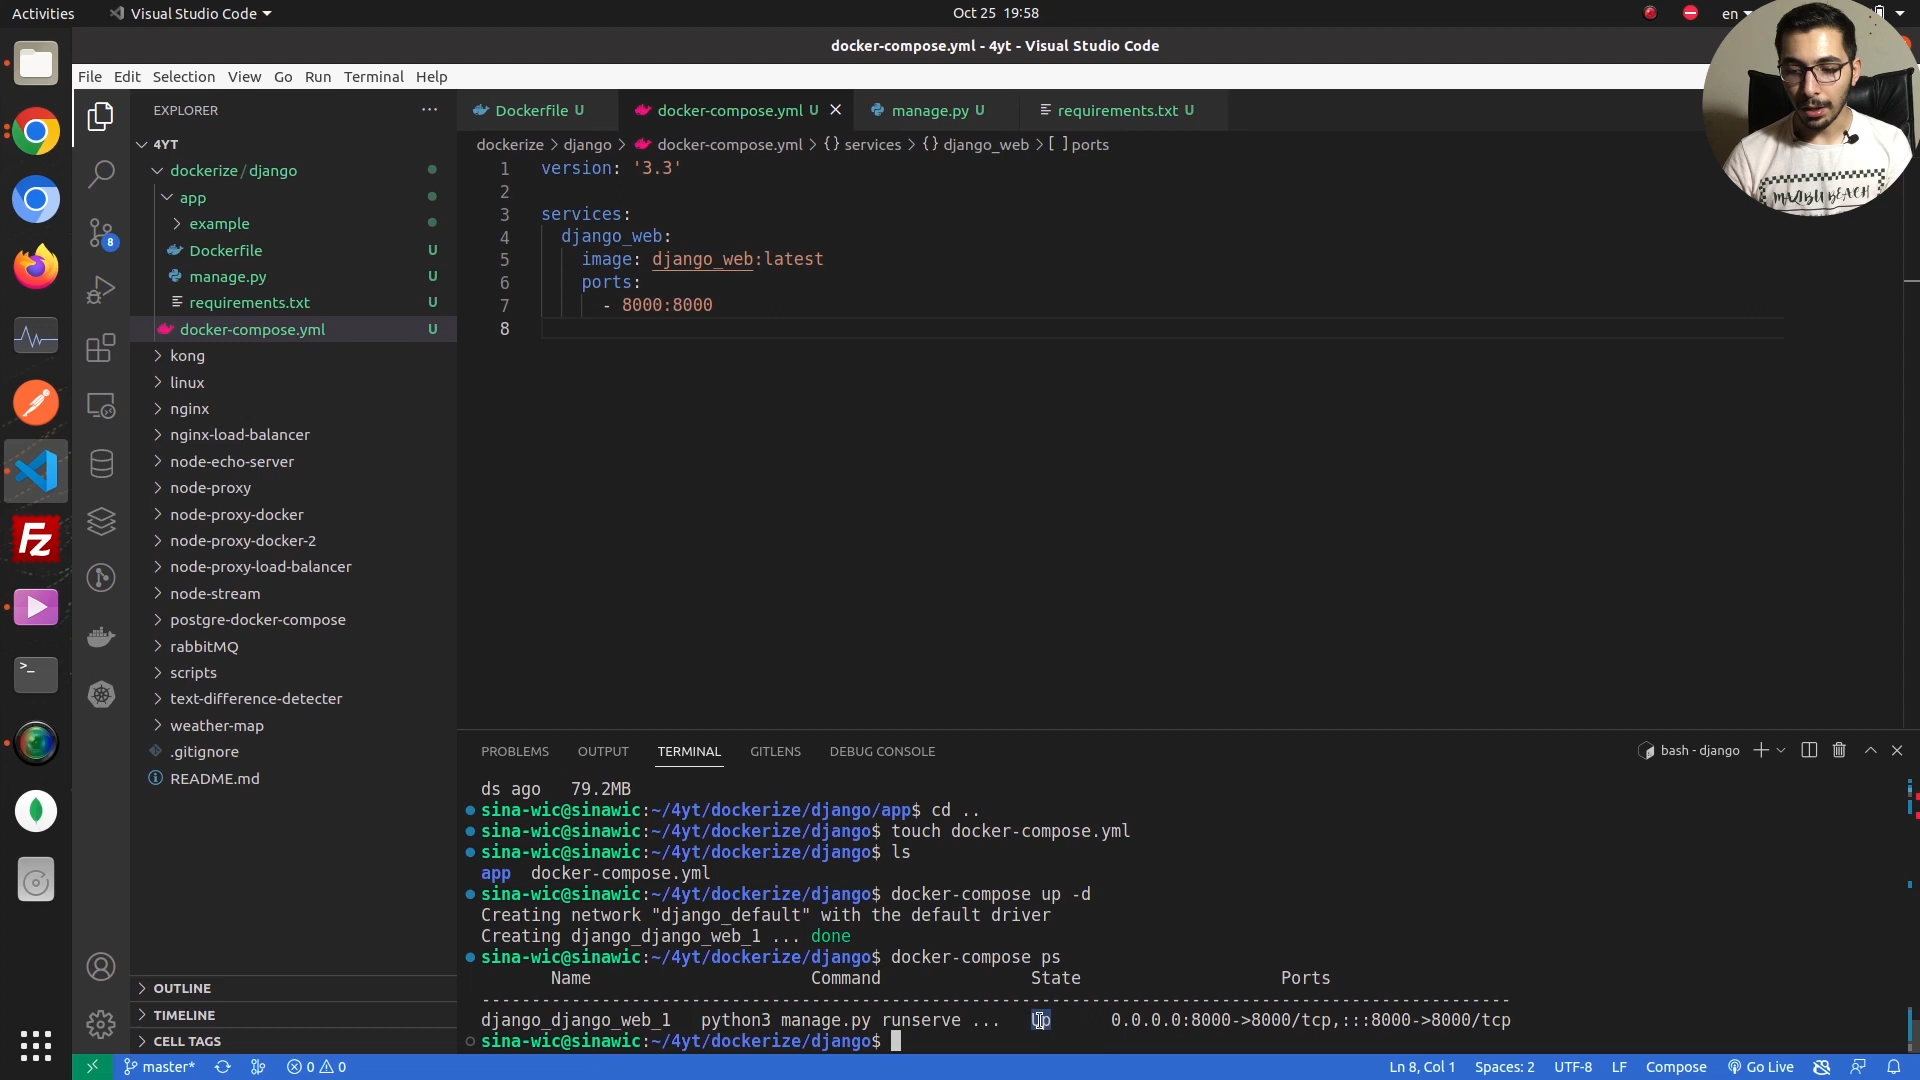 Activities
Visual Studio Code
Oct 25 19:58
en
docker-compose.yml - 4yt - Visual Studio Code
File Edit Selection View Go Run Terminal Help
EXPLORER
4YT
dockerize / django
app
example
Dockerfile U
manage.py U
requirements.txt U
docker-compose.yml U
kong
linux
nginx
nginx-load-balancer
node-echo-server
node-proxy
node-proxy-docker
node-proxy-docker-2
node-proxy-load-balancer
node-stream
postgre-docker-compose
rabbitMQ
scripts
text-difference-detecter
weather-map
.gitignore
README.md
OUTLINE
TIMELINE
CELL TAGS
8
Dockerfile U
docker-compose.yml U
manage.py U
requirements.txt U
dockerize > django > docker-compose.yml > {} services > {} django_web > [ ] ports
1 version: '3.3'
2
3 services:
4 django_web:
5 image: django_web:latest
6 ports:
7 - 8000:8000
8
MALIBU BEACH
PROBLEMS OUTPUT TERMINAL GITLENS DEBUG CONSOLE
bash - django
ds ago 79.2MB
sina-wic@sinawic:~/4yt/dockerize/django/app$ cd ..
sina-wic@sinawic:~/4yt/dockerize/django$ touch docker-compose.yml
sina-wic@sinawic:~/4yt/dockerize/django$ ls
app docker-compose.yml
sina-wic@sinawic:~/4yt/dockerize/django$ docker-compose up -d
Creating network "django_default" with the default driver
Creating django_django_web_1 ... done
sina-wic@sinawic:~/4yt/dockerize/django$ docker-compose ps
Name Command State Ports
-------------------------------------------------------------------------------------------------------
django_django_web_1 python3 manage.py runserve ... Up 0.0.0.0:8000->8000/tcp,:::8000->8000/tcp
sina-wic@sinawic:~/4yt/dockerize/django$
master* 0 0
Ln 8, Col 1 Spaces: 2 UTF-8 LF Compose Go Live